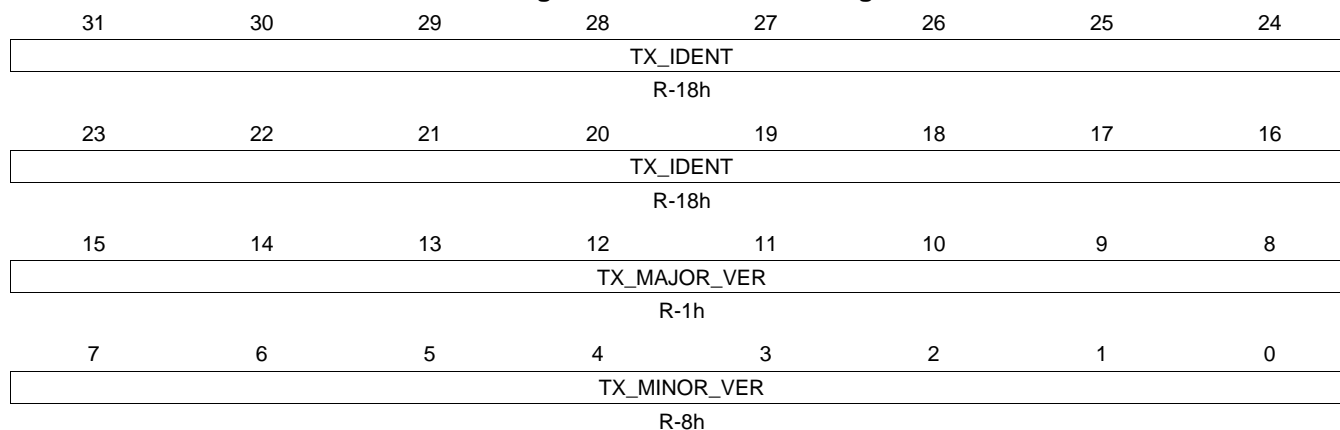 31 30 29 28 27 26 25 24
TX_IDENT
R-18h
23 22 21 20 19 18 17 16
TX_IDENT
R-18h
15 14 13 12 11 10 9 8
TX_MAJOR_VER
R-1h
7 6 5 4 3 2 1 0
TX_MINOR_VER
R-8h